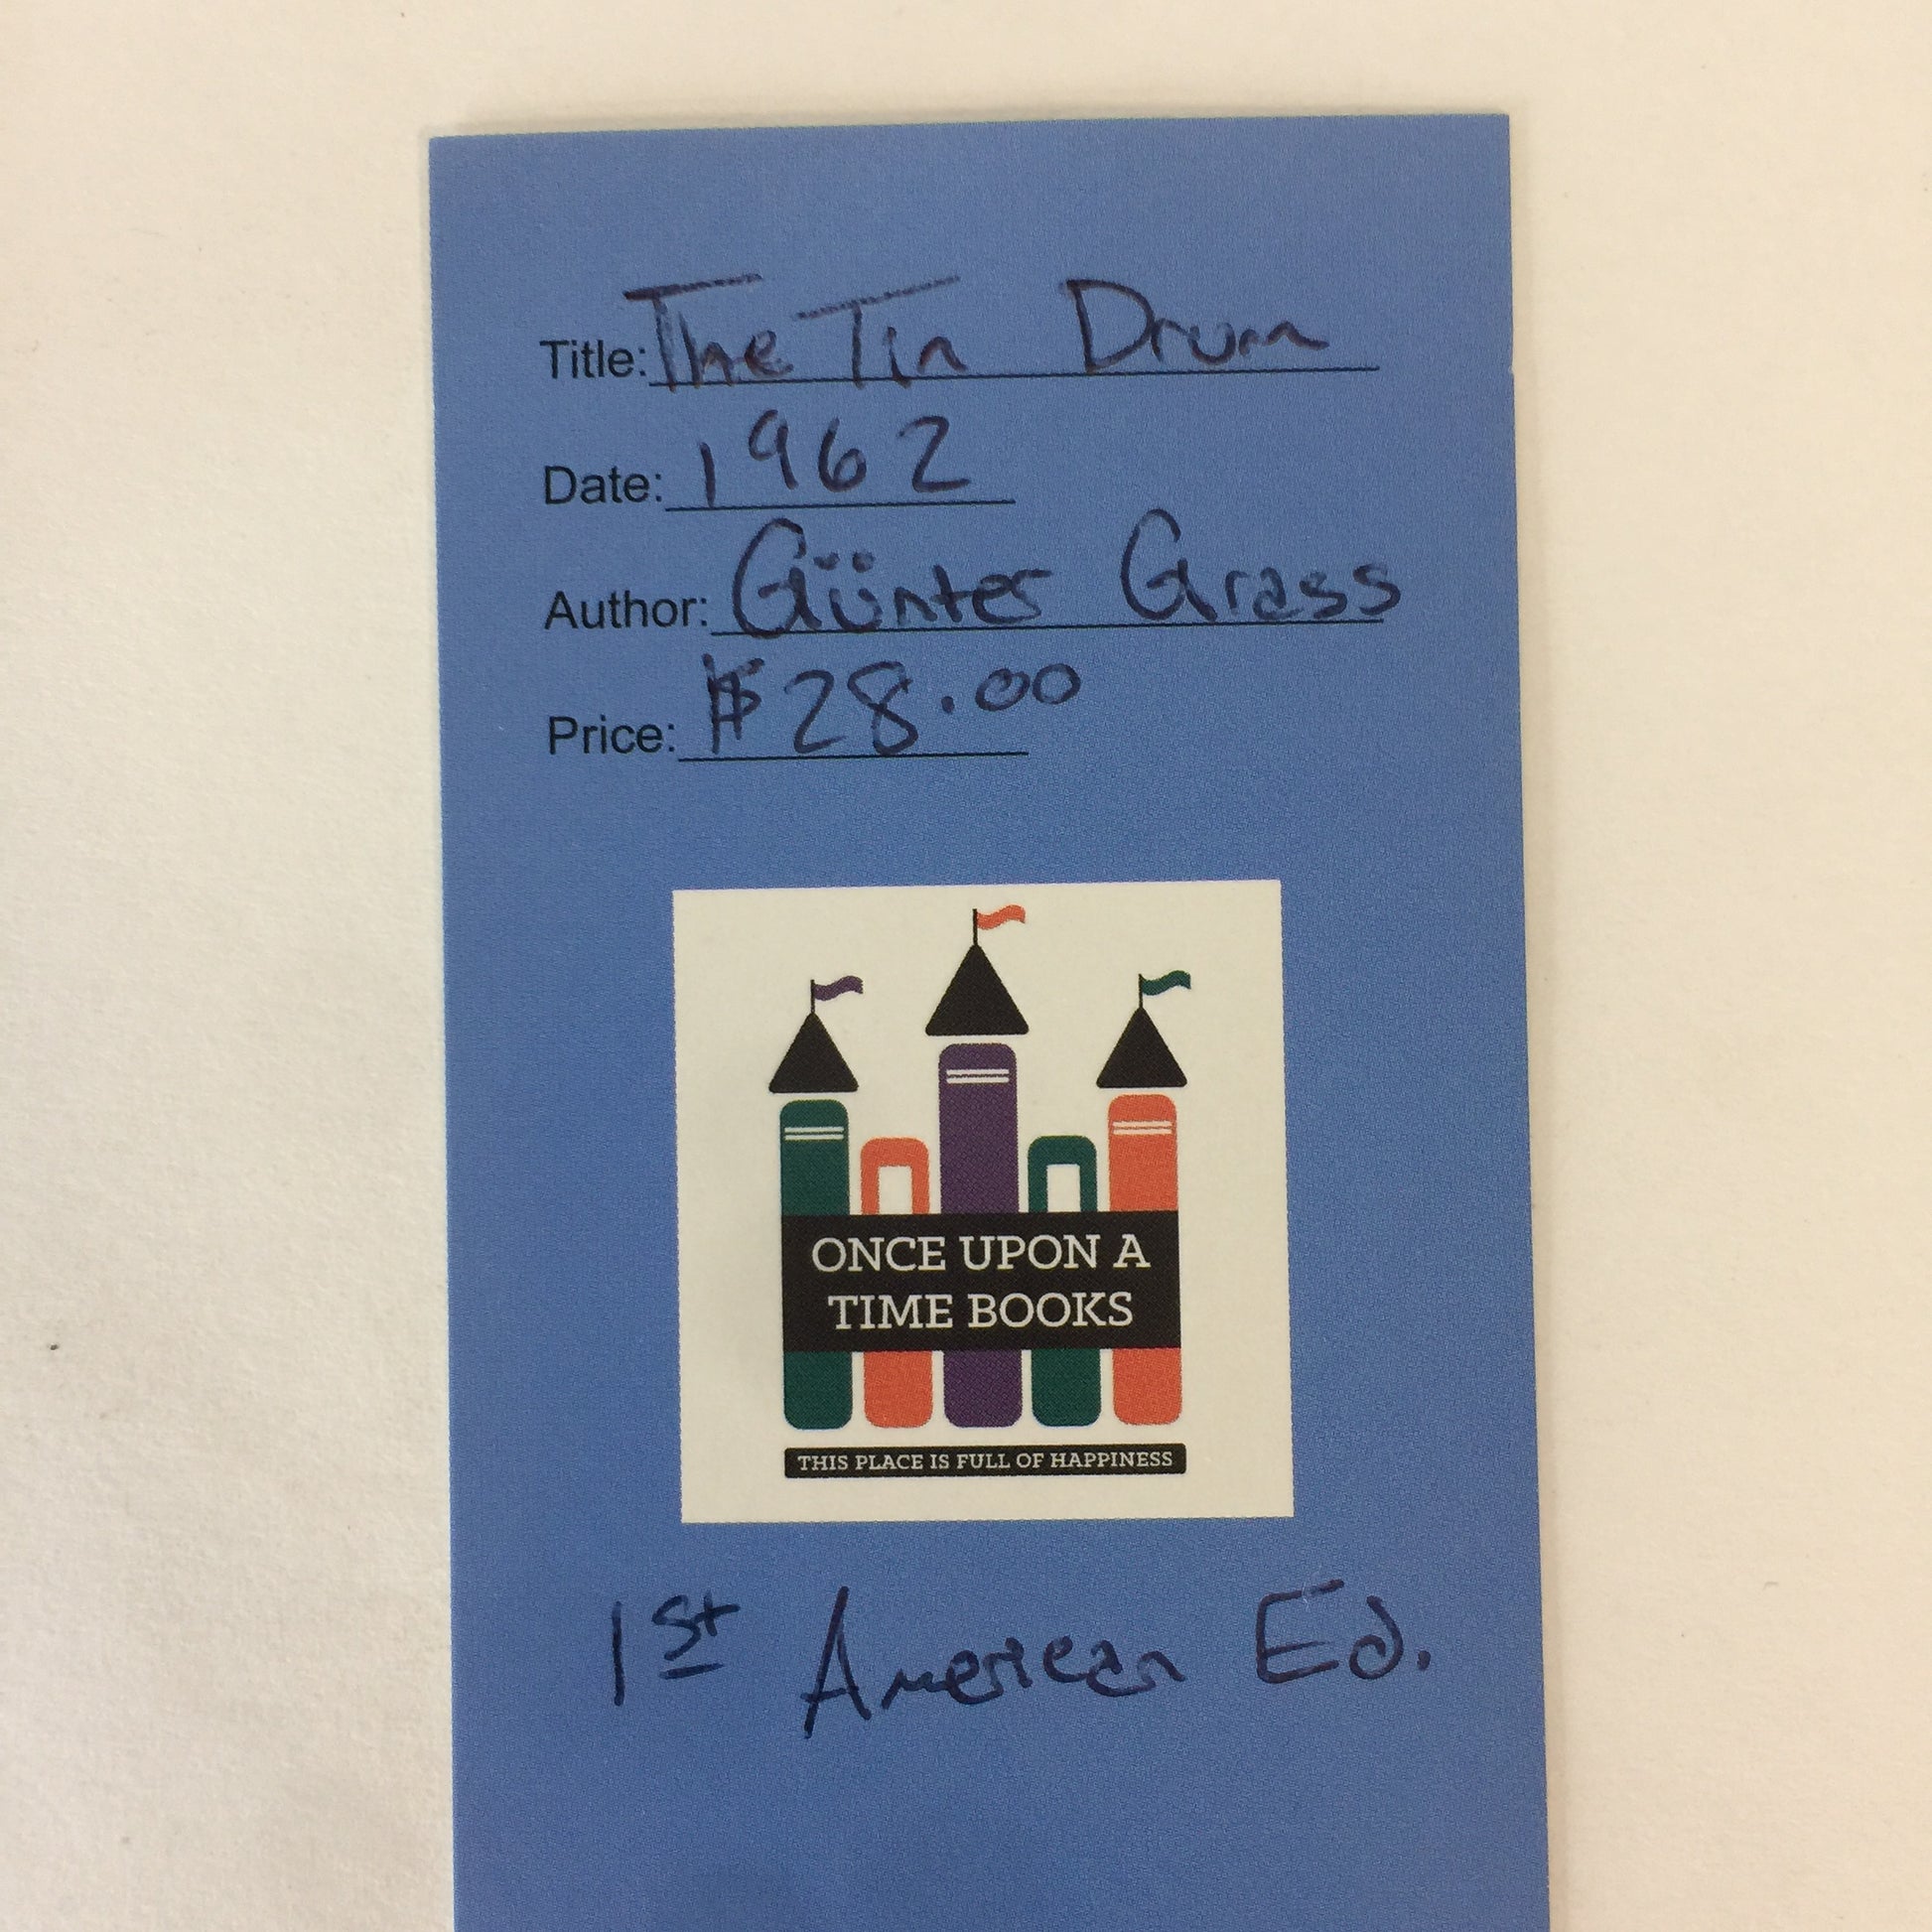 Title: The Tin Drum
Date: 1962
Author: Günter Grass
Price: $28.00
ONCE UPON A
TIME BOOKS
THIS PLACE IS FULL OF HAPPINESS
1st American Ed.